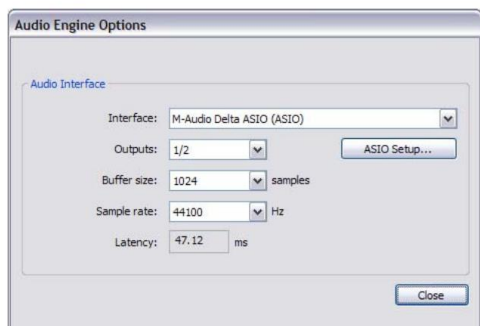 Audio Engine Options
Audio Interface
Interface: M-Audio Delta ASIO (ASIO)
Outputs: 1/2 ASIO Setup...
Buffer size: 1024 samples
Sample rate: 44100 Hz
Latency: 47.12 ms
Close